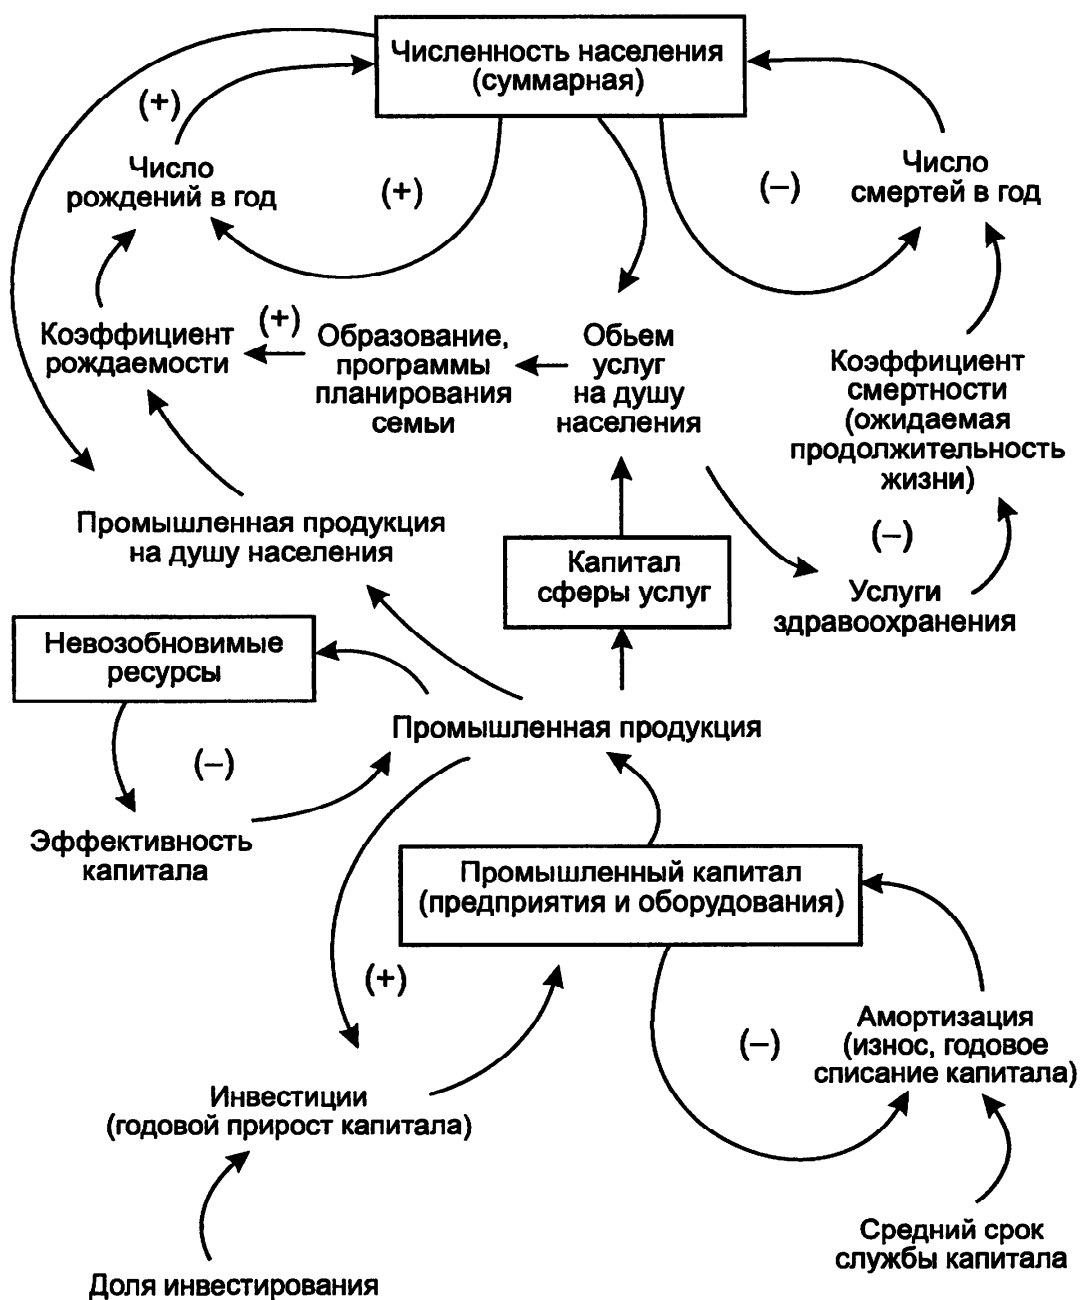 Численность населения
(суммарная)
(+)
Число
рождений в год
(+)
(–)
Число
смертей в год
Коэффициент
рождаемости
(+)
Образование,
программы
планирования
семьи
Обьем
услуг
на душу
населения
Коэффициент
смертности
(ожидаемая
продолжительность
жизни)
Промышленная продукция
на душу населения
Капитал
сферы услуг
(–)
Услуги
здравоохранения
Невозобновимые
ресурсы
Промышленная продукция
(–)
Эффективность
капитала
Промышленный капитал
(предприятия и оборудования)
(+)
(–)
Амортизация
(износ, годовое
списание капитала)
Инвестиции
(годовой прирост капитала)
Средний срок
службы капитала
Доля инвестирования